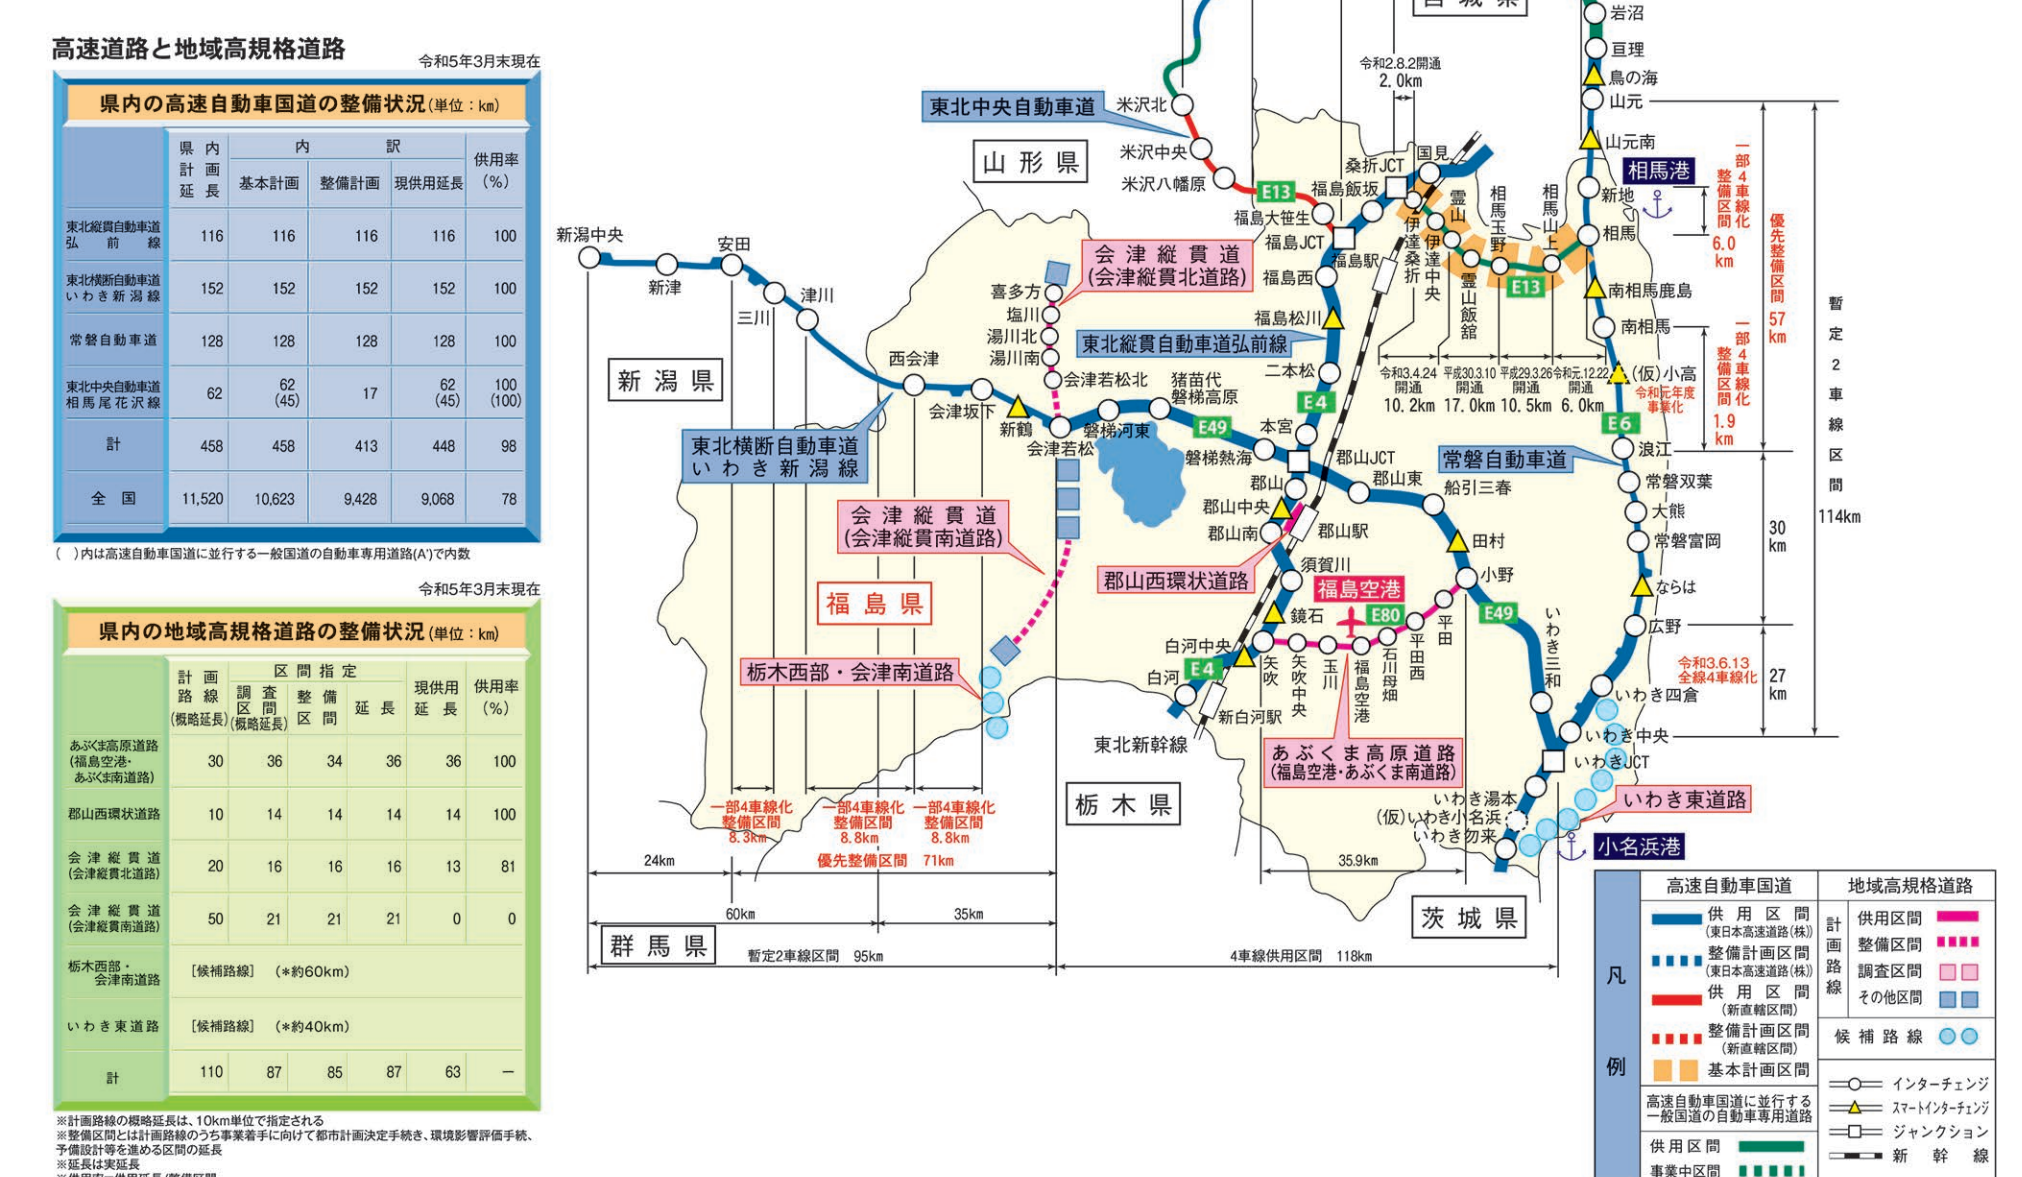 高速道路と地域高規格道路
令和5年3月末現在
県内の高速自動車国道の整備状況(単位：km)
県内計画延長
内訳
基本計画
整備計画
現供用延長
供用率(%)
東北縦貫自動車道弘前線 116 116 116 116 100
東北横断自動車道いわき新潟線 152 152 152 152 100
常磐自動車道 128 128 128 128 100
東北中央自動車道相馬尾花沢線 62 62(45) 17 62(45) 100(100)
計 458 458 413 448 98
全国 11,520 10,623 9,428 9,068 78
(　)内は高速自動車国道に並行する一般国道の自動車専用道路(A')で内数
令和5年3月末現在
県内の地域高規格道路の整備状況(単位：km)
計画路線(概略延長)
区間指定
調査区間(概略延長)
整備区間
延長
現供用延長
供用率(%)
あぶくま高原道路(福島空港・あぶくま南道路) 30 36 34 36 36 100
郡山西環状道路 10 14 14 14 14 100
会津縦貫道(会津縦貫北道路) 20 16 16 16 13 81
会津縦貫道(会津縦貫南道路) 50 21 21 21 0 0
栃木西部・会津南道路 [候補路線] (*約60km)
いわき東道路 [候補路線] (*約40km)
計 110 87 85 87 63 －
※計画路線の概略延長は、10km単位で指定される
※整備区間とは計画路線のうち事業着手に向けて都市計画決定手続き、環境影響評価手続、
予備設計等を進める区間の延長
※延長は実延長
宮城県
岩沼
亘理
鳥の海
山元
山元南
新地
相馬港
相馬
南相馬鹿島
南相馬
(仮)小高
令和元年度事業化
E6
浪江
常磐双葉
大熊
常磐富岡
ならは
広野
いわき四倉
いわき中央
いわきJCT
いわき湯本
(仮)いわき小名浜
いわき勿来
いわき東道路
小名浜港
常磐自動車道
一部4車線化整備区間
6.0km
優先整備区間
57km
一部4車線化整備区間
1.9km
暫定2車線区間
114km
30km
令和3.6.13
全線4車線化
27km
令和2.8.2開通
2.0km
東北中央自動車道
米沢北
米沢中央
米沢八幡原
山形県
E13
福島大笹生
福島JCT
福島飯坂
桑折JCT
国見
伊達桑折
伊達中央
霊山
霊山飯舘
相馬玉野
相馬山上
E13
令和3.4.24開通
10.2km
平成30.3.10開通
17.0km
平成29.3.26開通
10.5km
令和元.12.22開通
6.0km
福島駅
福島西
福島松川
東北縦貫自動車道弘前線
二本松
E4
本宮
郡山JCT
郡山
郡山中央
郡山南
郡山駅
郡山西環状道路
須賀川
鏡石
白河中央
E4
白河
新白河駅
東北新幹線
矢吹
矢吹中央
玉川
福島空港
石川母畑
平田西
平田
小野
福島空港
E80
あぶくま高原道路
(福島空港・あぶくま南道路)
郡山東
船引三春
田村
E49
いわき三和
新潟中央
新津
安田
津川
三川
西会津
会津坂下
新鶴
会津若松
磐梯河東
猪苗代磐梯高原
E49
磐梯熱海
新潟県
東北横断自動車道
いわき新潟線
会津縦貫道
(会津縦貫北道路)
喜多方
塩川
湯川北
湯川南
会津若松北
会津縦貫道
(会津縦貫南道路)
福島県
栃木西部・会津南道路
栃木県
茨城県
群馬県
一部4車線化整備区間
8.3km
一部4車線化整備区間
8.8km
一部4車線化整備区間
8.8km
24km
優先整備区間 71km
60km
35km
暫定2車線区間 95km
4車線供用区間 118km
35.9km
凡例
高速自動車国道
供用区間
(東日本高速道路(株))
整備計画区間
(東日本高速道路(株))
供用区間
(新直轄区間)
整備計画区間
(新直轄区間)
基本計画区間
高速自動車国道に並行する
一般国道の自動車専用道路
供用区間
事業中区間
地域高規格道路
計画路線
供用区間
整備区間
調査区間
その他区間
候補路線
インターチェンジ
スマートインターチェンジ
ジャンクション
新幹線